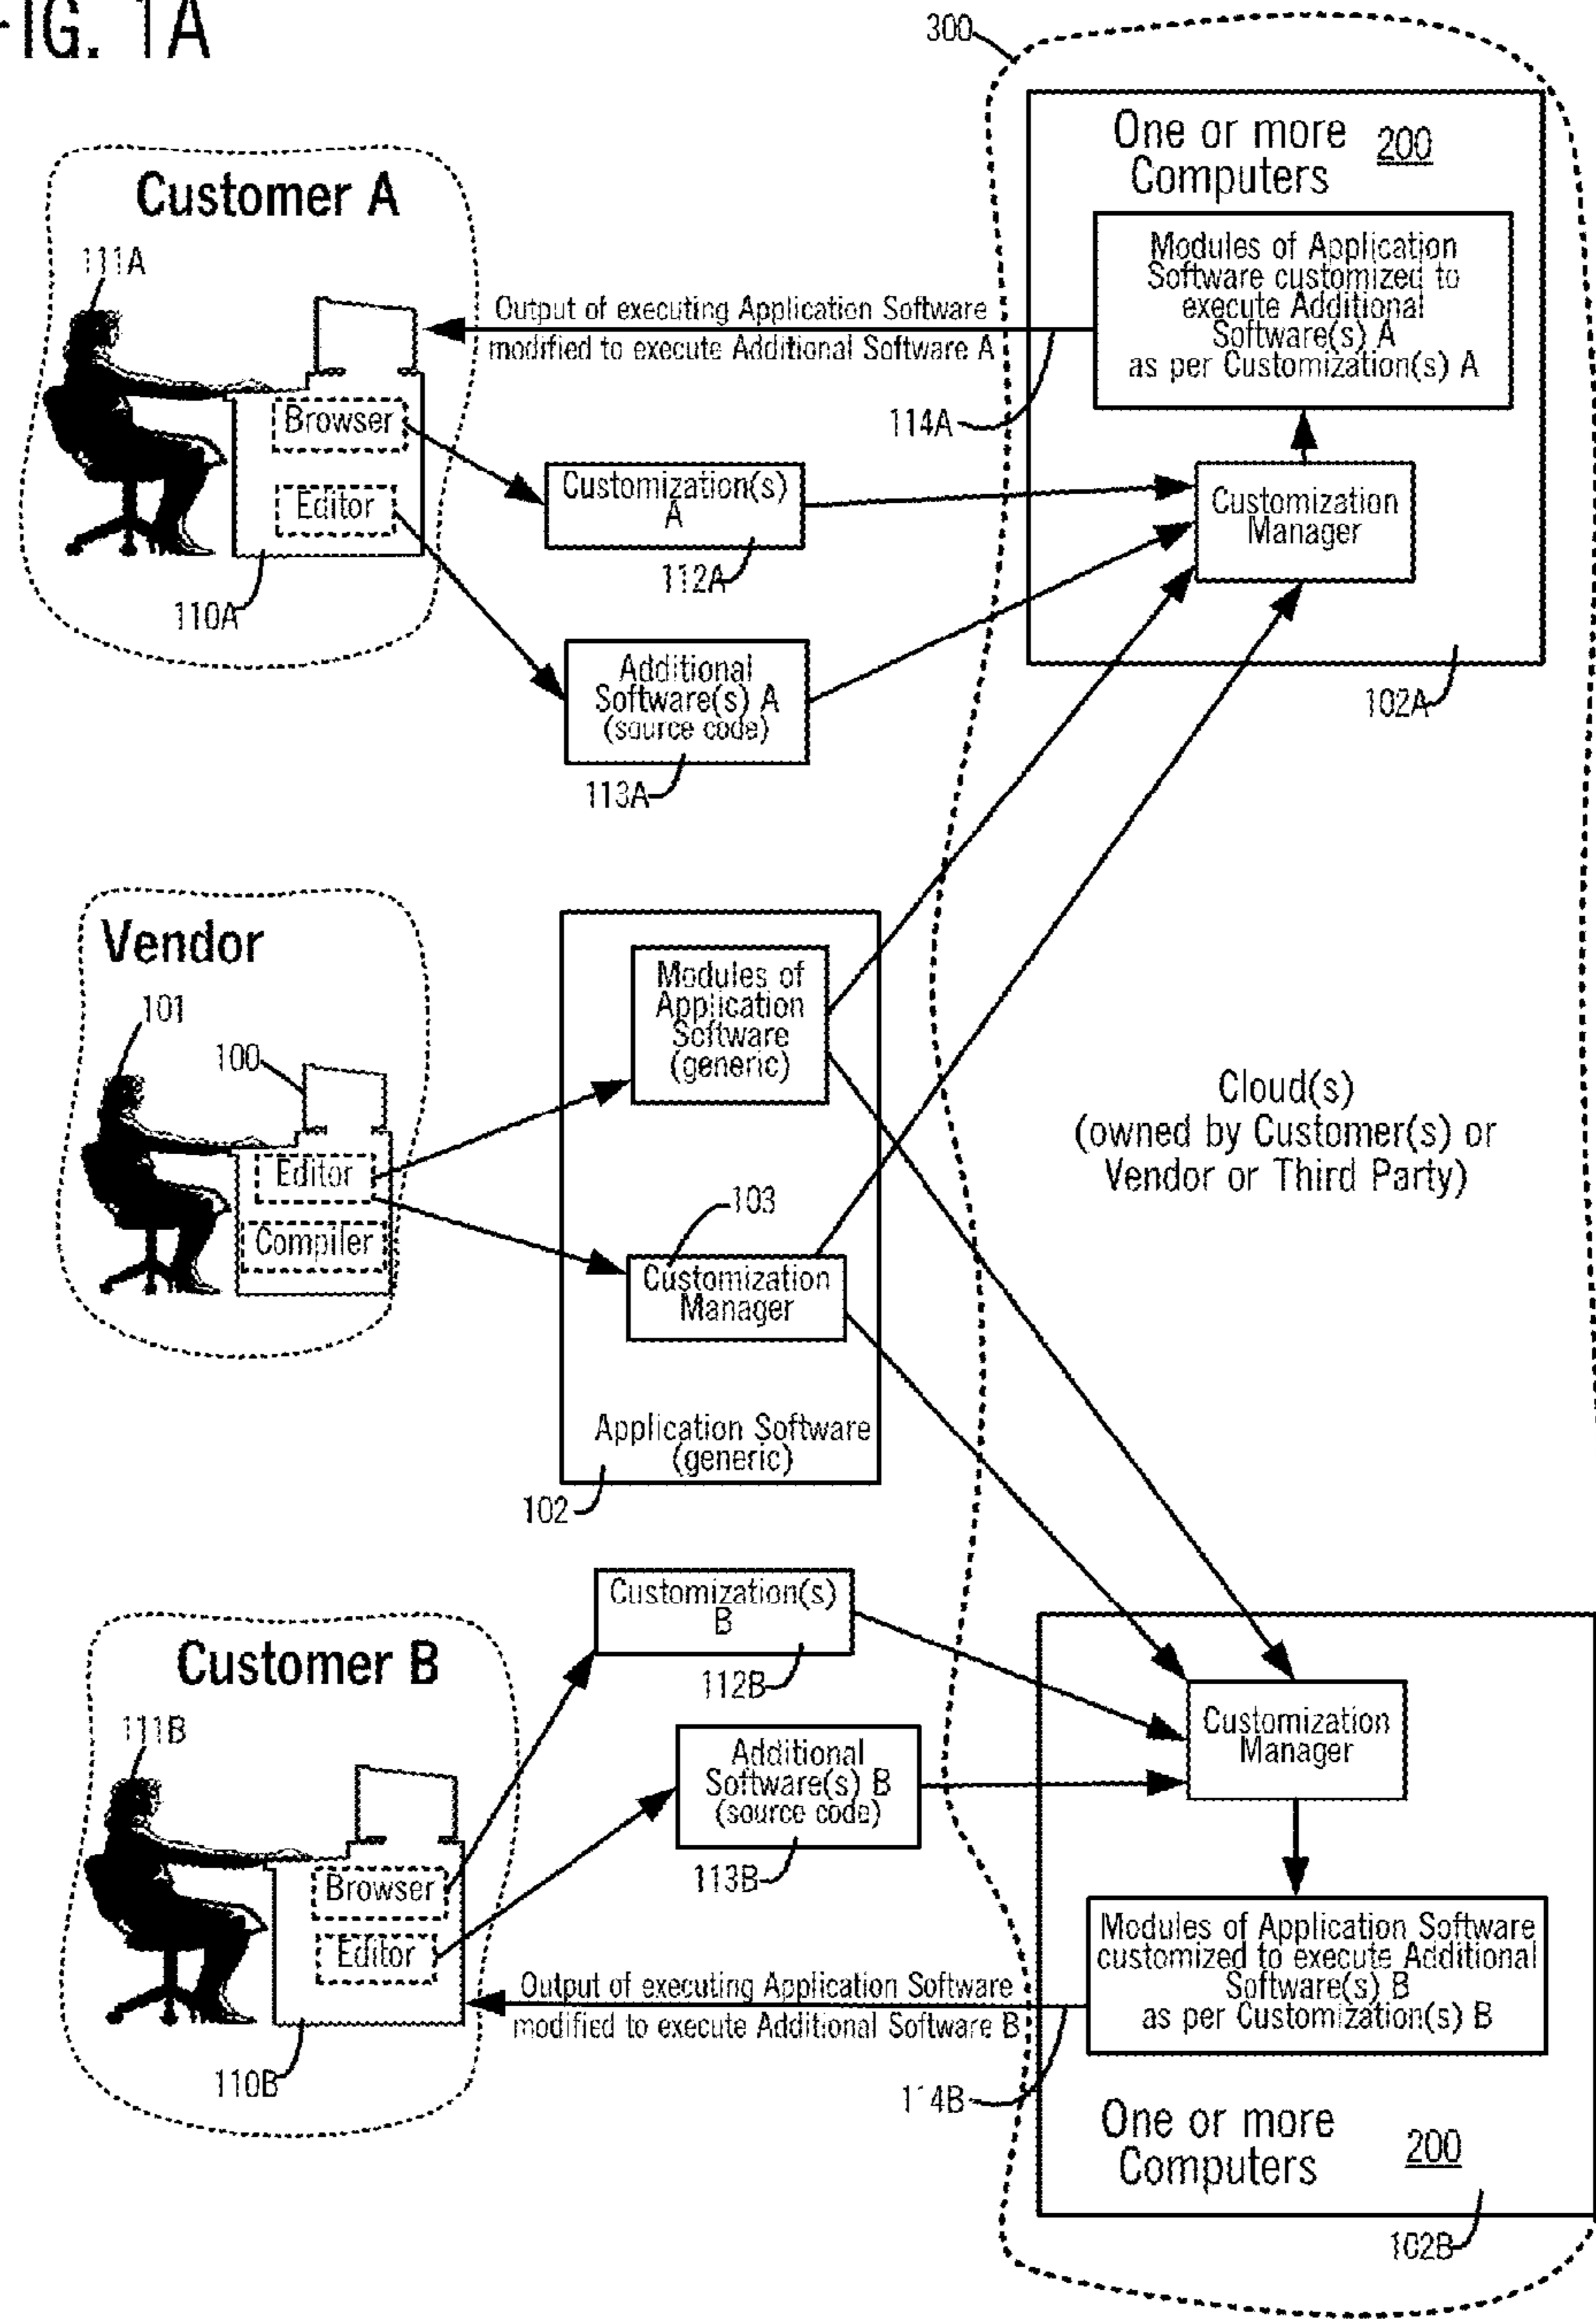 FIG. 1A
300
One or more
Computers
200
Customer A
111A
Modules of Application
Software customized to
execute Additional
Software(s) A
as per Customization(s) A
Output of executing Application Software
modified to execute Additional Software A
114A
Browser
Editor
Customization(s)
A
112A
Customization
Manager
110A
Additional
Software(s) A
(source code)
113A
102A
Vendor
101
100
Editor
Compiler
Modules of
Application
Software
(generic)
103
Customization
Manager
Application Software
(generic)
102
Cloud(s)
(owned by Customer(s) or
Vendor or Third Party)
Customization(s)
B
112B
Customer B
111B
Additional
Software(s) B
(source code)
113B
Customization
Manager
Browser
Editor
Modules of Application Software
customized to execute Additional
Software(s) B
as per Customization(s) B
Output of executing Application Software
modified to execute Additional Software B
110B
114B
One or more
Computers
200
102B